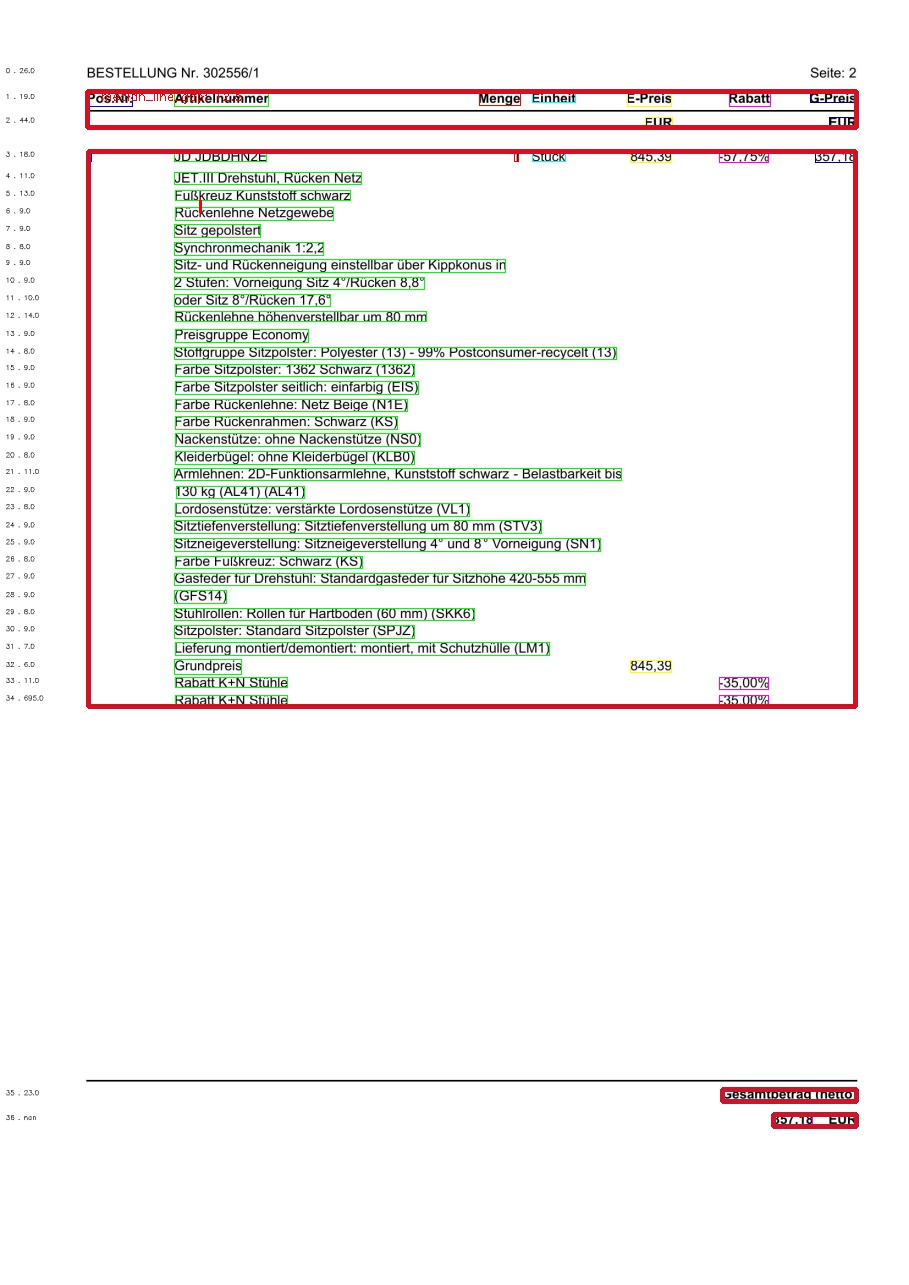 0 . 26.0 BESTELLUNG Nr. 302556/1 Seite: 2
1 . 19.0 Pos.Nr. Artikelnummer Menge Einheit E-Preis Rabatt G-Preis
2 . 44.0 EUR EUR
3 . 18.0 JD JDBDHN2E Stück 845,39 -57,75% 357,18
4 . 11.0 JET.III Drehstuhl, Rücken Netz
5 . 13.0 Fußkreuz Kunststoff schwarz
6 . 9.0 Rückenlehne Netzgewebe
7 . 9.0 Sitz gepolstert
8 . 8.0 Synchronmechanik 1:2,2
9 . 9.0 Sitz- und Rückenneigung einstellbar über Kippkonus in
10 . 9.0 2 Stufen: Vorneigung Sitz 4°/Rücken 8,8°
11 . 10.0 oder Sitz 8°/Rücken 17,6°
12 . 14.0 Rückenlehne höhenverstellbar um 80 mm
13 . 9.0 Preisgruppe Economy
14 . 8.0 Stoffgruppe Sitzpolster: Polyester (13) - 99% Postconsumer-recycelt (13)
15 . 9.0 Farbe Sitzpolster: 1362 Schwarz (1362)
16 . 9.0 Farbe Sitzpolster seitlich: einfarbig (EIS)
17 . 8.0 Farbe Rückenlehne: Netz Beige (N1E)
18 . 9.0 Farbe Rückenrahmen: Schwarz (KS)
19 . 9.0 Nackenstütze: ohne Nackenstütze (NS0)
20 . 8.0 Kleiderbügel: ohne Kleiderbügel (KLB0)
21 . 11.0 Armlehnen: 2D-Funktionsarmlehne, Kunststoff schwarz - Belastbarkeit bis
22 . 9.0 130 kg (AL41) (AL41)
23 . 8.0 Lordosenstütze: verstärkte Lordosenstütze (VL1)
24 . 9.0 Sitztiefenverstellung: Sitztiefenverstellung um 80 mm (STV3)
25 . 9.0 Sitzneigeverstellung: Sitzneigeverstellung 4° und 8° Vorneigung (SN1)
26 . 8.0 Farbe Fußkreuz: Schwarz (KS)
27 . 9.0 Gasfeder für Drehstuhl: Standardgasfeder für Sitzhöhe 420-555 mm
28 . 9.0 (GFS14)
29 . 8.0 Stuhlrollen: Rollen für Hartboden (60 mm) (SKK6)
30 . 9.0 Sitzpolster: Standard Sitzpolster (SPJZ)
31 . 7.0 Lieferung montiert/demontiert: montiert, mit Schutzhülle (LM1)
32 . 6.0 Grundpreis 845,39
33 . 11.0 Rabatt K+N Stühle -35,00%
34 . 695.0 Rabatt K+N Stühle -35,00%
35 . 23.0 Gesamtbetrag (netto)
36 . nan 357,18 EUR